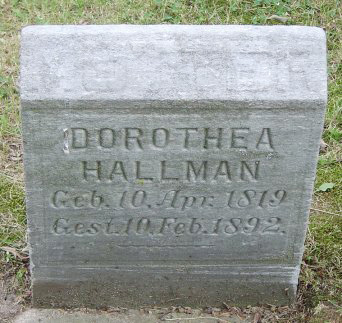 DOROTHEA
HALLMAN
Geb. 10. Apr. 1819
Gest. 10. Feb. 1892.